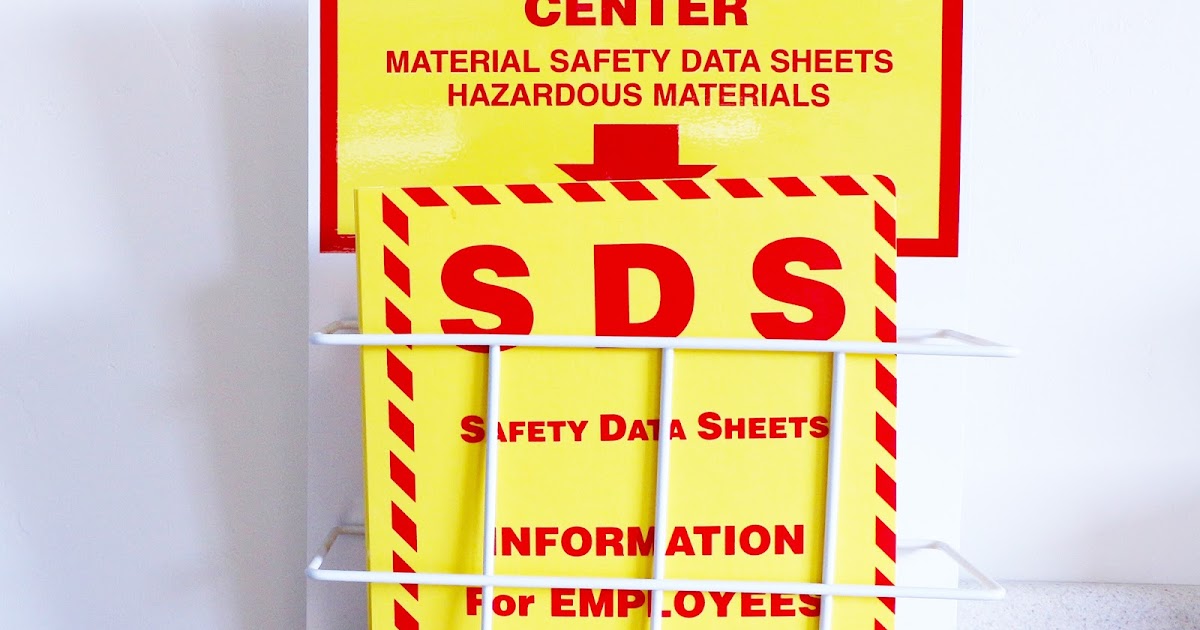 CENTER
MATERIAL SAFETY DATA SHEETS
HAZARDOUS MATERIALS
SDS
SAFETY DATA SHEETS
INFORMATION
For EMPLOYEES